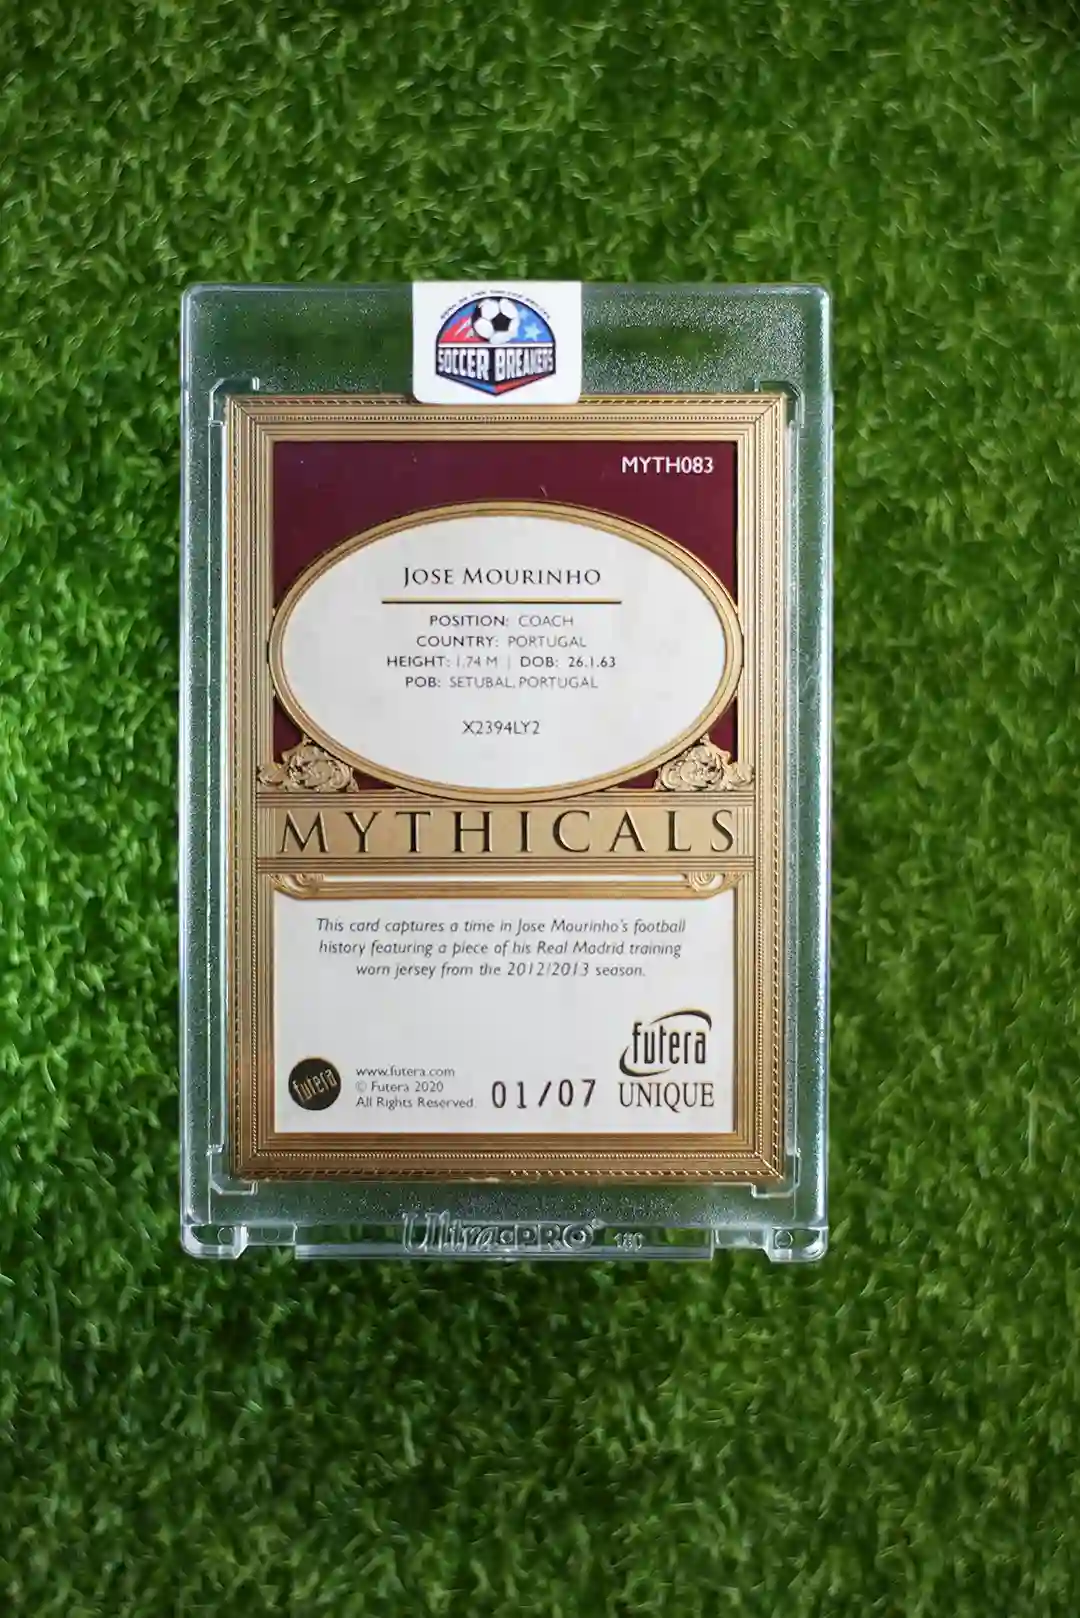 SOCCER BREAKERS
MYTH083
JOSE MOURINHO
POSITION: COACH
COUNTRY: PORTUGAL
HEIGHT: 1.74 M | DOB: 26.1.63
POB: SETUBAL, PORTUGAL
X2394LY2
MYTHICALS
This card captures a time in Jose Mourinho's football
history featuring a piece of his Real Madrid training
worn jersey from the 2012/2013 season.
futera
www.futera.com
© Futera 2020
All Rights Reserved
01/07
futera
UNIQUE
Ultra·PRO® 180